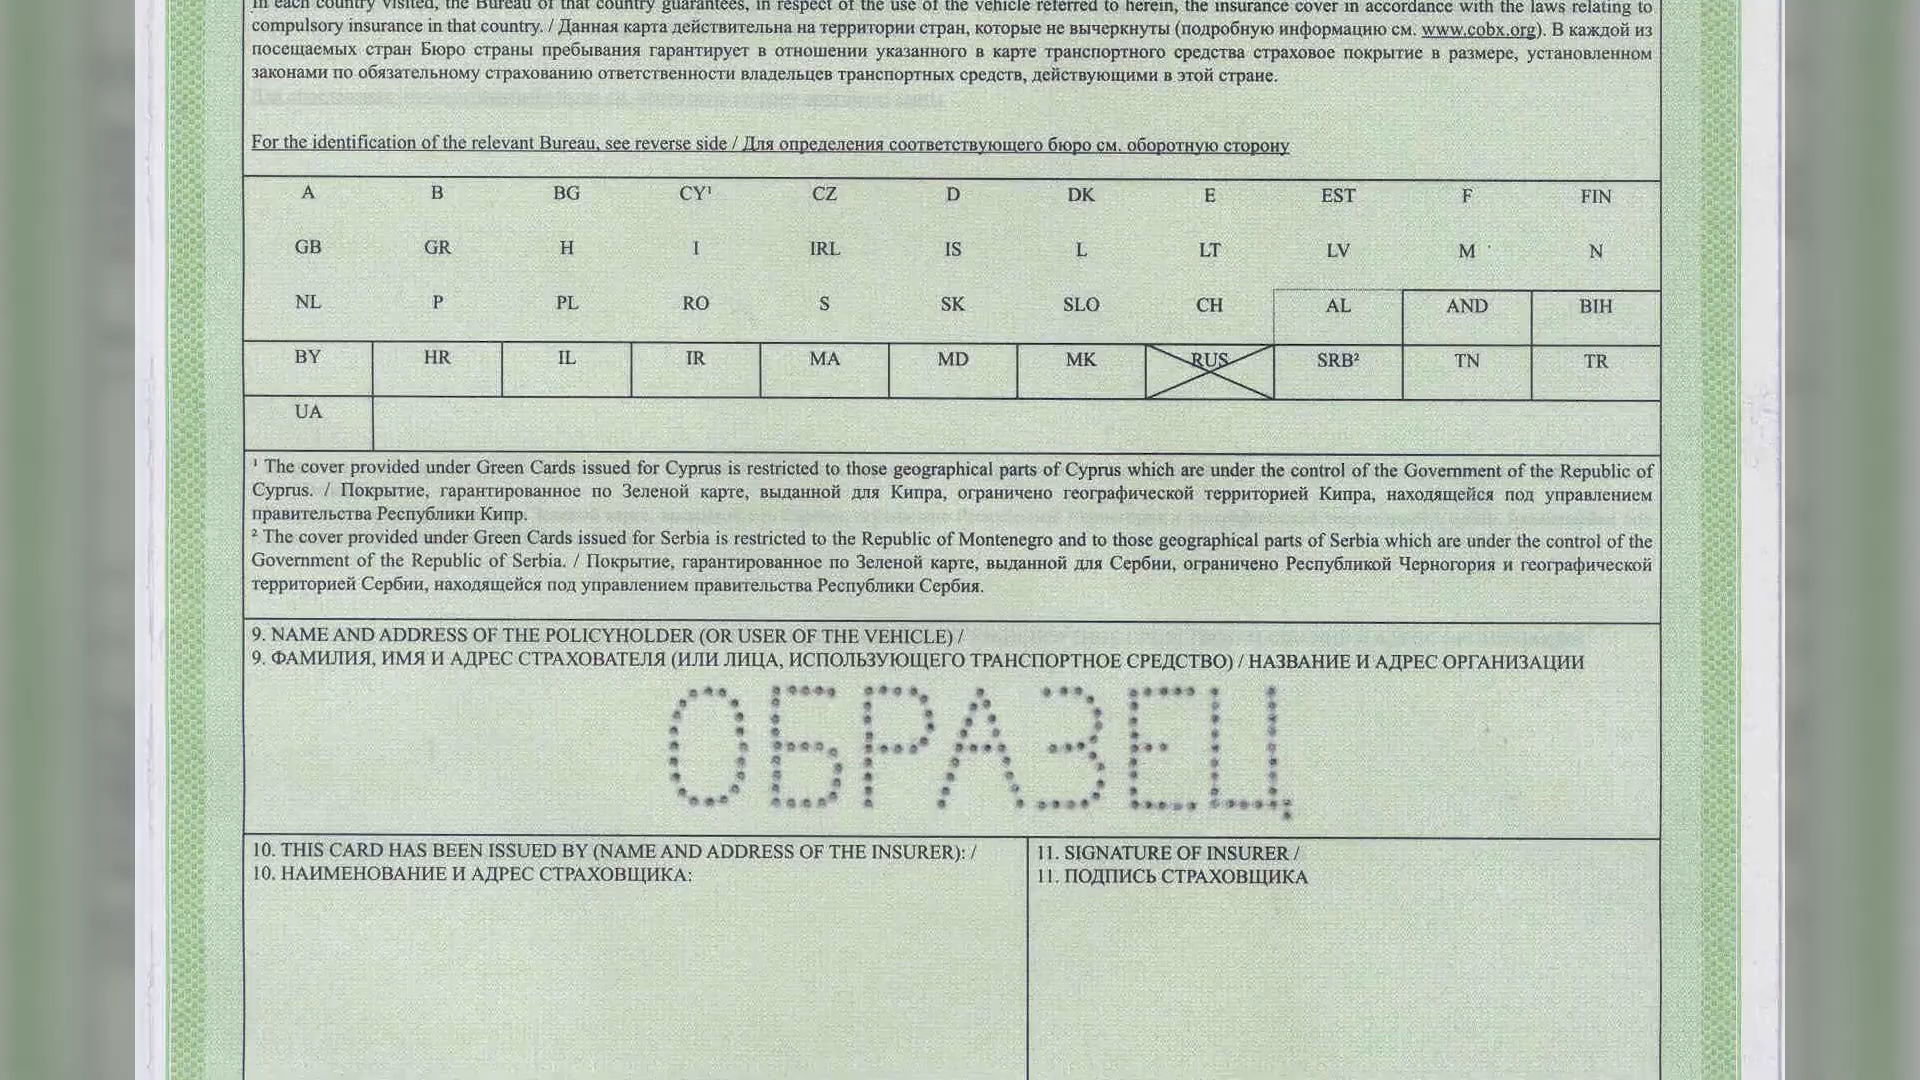 In each country visited, the Bureau of that country guarantees, in respect of the use of the vehicle referred to herein, the insurance cover in accordance with the laws relating to
compulsory insurance in that country. / Данная карта действительна на территории стран, которые не вычеркнуты (подробную информацию см. www.cobx.org). В каждой из
посещаемых стран Бюро страны пребывания гарантирует в отношении указанного в карте транспортного средства страховое покрытие в размере, установленном
законами по обязательному страхованию ответственности владельцев транспортных средств, действующими в этой стране.
For the identification of the relevant Bureau, see reverse side / Для определения соответствующего бюро см. оборотную сторону
A B BG CY¹ CZ D DK E EST F FIN
GB GR H I IRL IS L LT LV M N
NL P PL RO S SK SLO CH AL AND BIH
BY HR IL IR MA MD MK RUS SRB² TN TR
UA
¹ The cover provided under Green Cards issued for Cyprus is restricted to those geographical parts of Cyprus which are under the control of the Government of the Republic of
Cyprus. / Покрытие, гарантированное по Зеленой карте, выданной для Кипра, ограничено географической территорией Кипра, находящейся под управлением
правительства Республики Кипр.
² The cover provided under Green Cards issued for Serbia is restricted to the Republic of Montenegro and to those geographical parts of Serbia which are under the control of the
Government of the Republic of Serbia. / Покрытие, гарантированное по Зеленой карте, выданной для Сербии, ограничено Республикой Черногория и географической
территорией Сербии, находящейся под управлением правительства Республики Сербия.
9. NAME AND ADDRESS OF THE POLICYHOLDER (OR USER OF THE VEHICLE) /
9. ФАМИЛИЯ, ИМЯ И АДРЕС СТРАХОВАТЕЛЯ (ИЛИ ЛИЦА, ИСПОЛЬЗУЮЩЕГО ТРАНСПОРТНОЕ СРЕДСТВО) / НАЗВАНИЕ И АДРЕС ОРГАНИЗАЦИИ
ОБРАЗЕЦ
10. THIS CARD HAS BEEN ISSUED BY (NAME AND ADDRESS OF THE INSURER): /
10. НАИМЕНОВАНИЕ И АДРЕС СТРАХОВЩИКА:
11. SIGNATURE OF INSURER /
11. ПОДПИСЬ СТРАХОВЩИКА